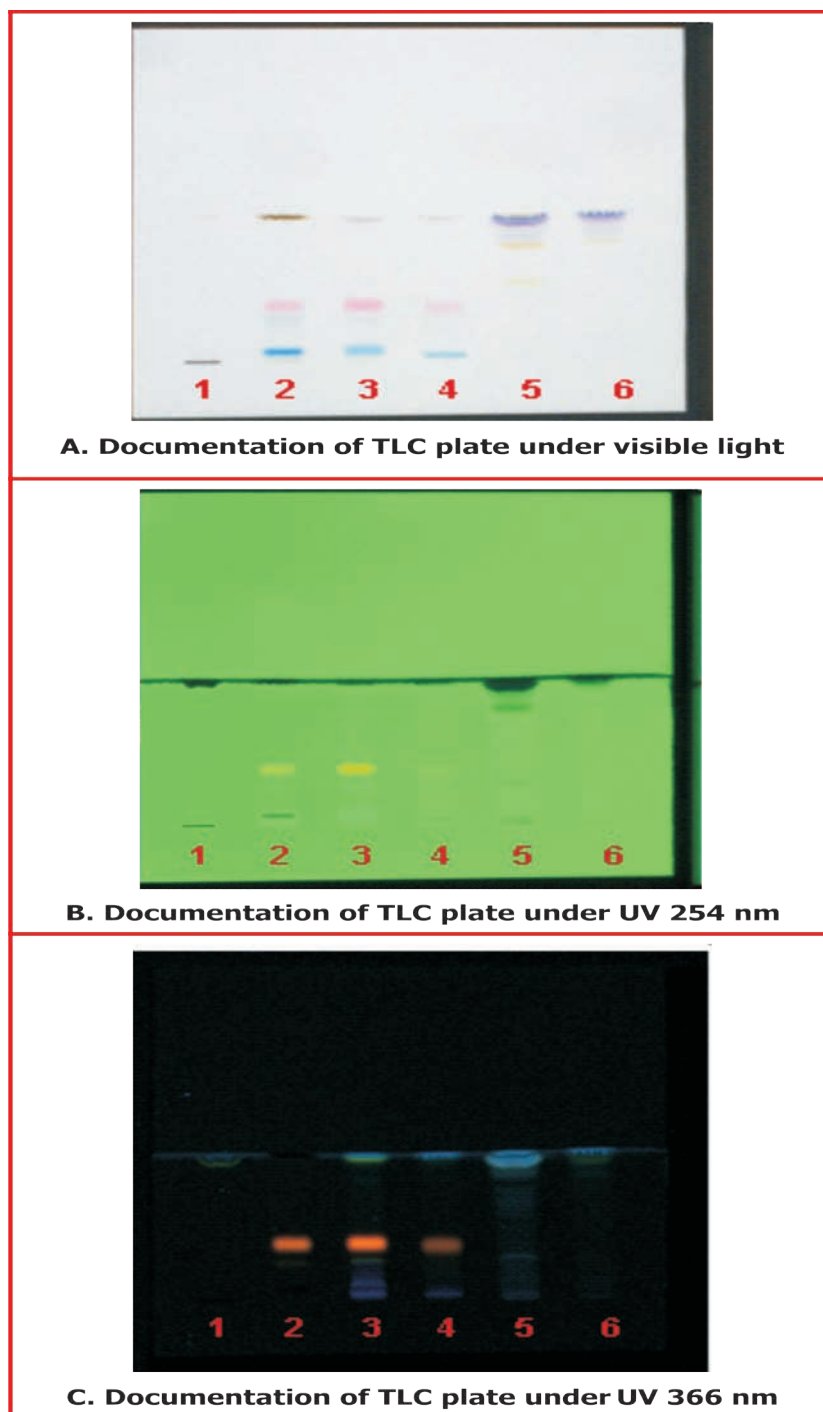 1 2 3 4 5 6
A. Documentation of TLC plate under visible light
1 2 3 4 5 6
B. Documentation of TLC plate under UV 254 nm
1 2 3 4 5 6
C. Documentation of TLC plate under UV 366 nm